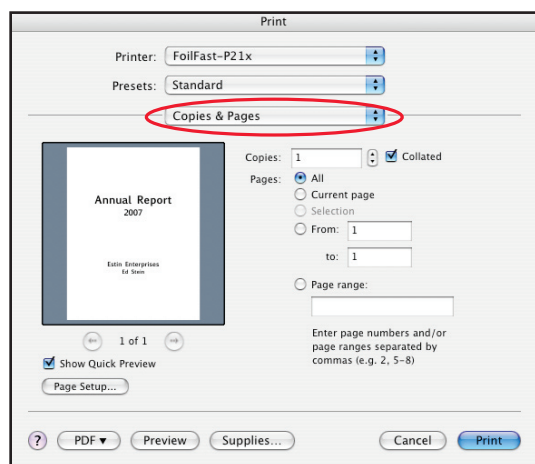 Print
Printer: FoilFast-P21x
Presets: Standard
Copies & Pages
Copies: 1 Collated
Pages: All
Current page
Selection
From: 1
to: 1
Page range:
Enter page numbers and/or
page ranges separated by
commas (e.g. 2, 5-8)
Annual Report
2007
Estin Enterprises
Ed Stein
1 of 1
Show Quick Preview
Page Setup...
? PDF▼ Preview Supplies... Cancel Print